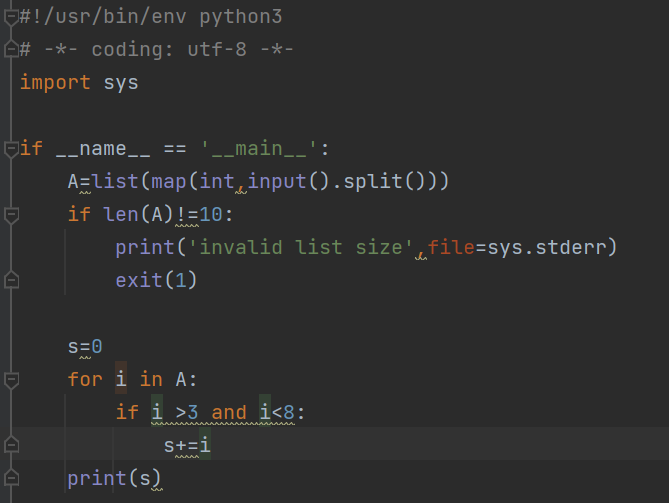 #!/usr/bin/env python3
# -*- coding: utf-8 -*-
import sys
if __name__ == '__main__':
A=list(map(int,input().split()))
if len(A)!=10:
print('invalid list size',file=sys.stderr)
exit(1)
s=0
for i in A:
if i >3 and i<8:
s+=i
print(s)